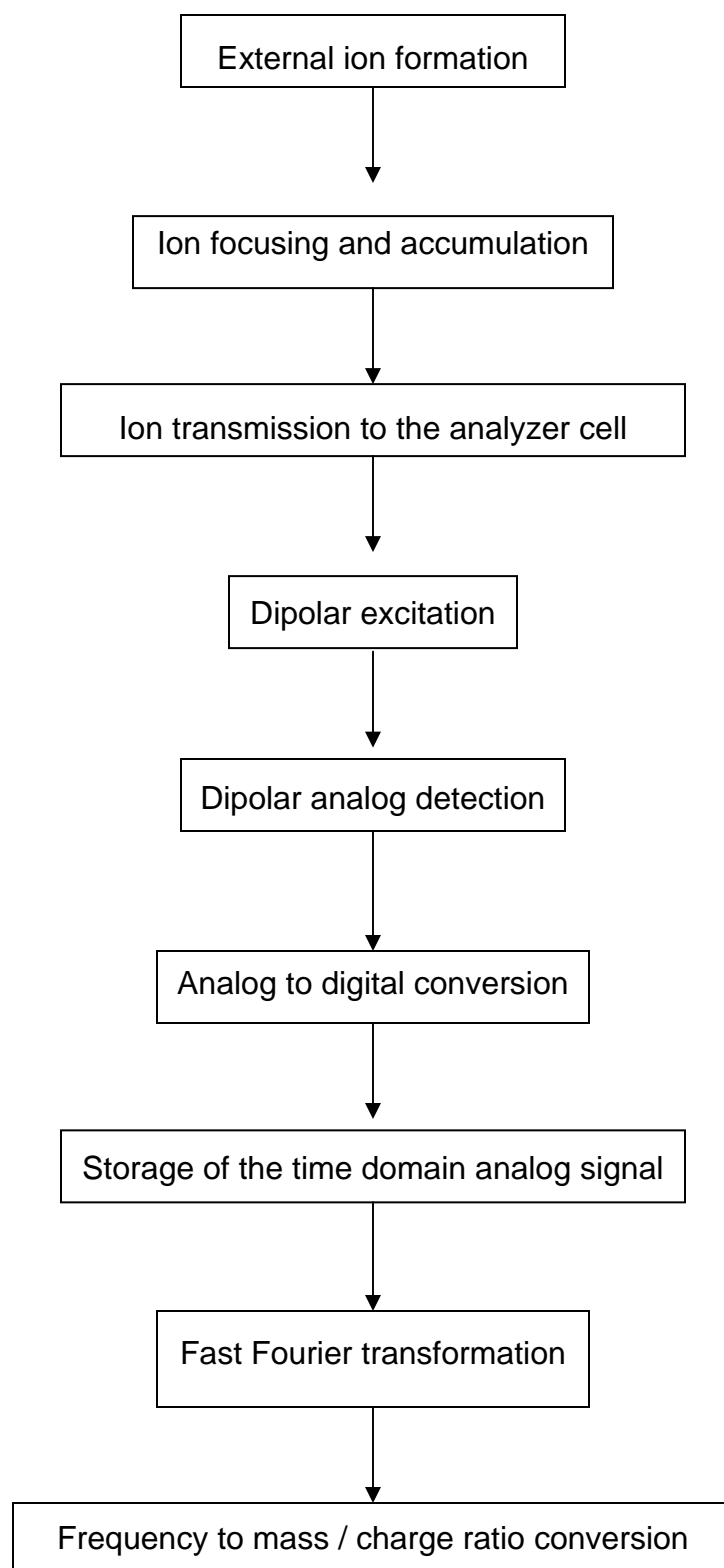 External ion formation
Ion focusing and accumulation
Ion transmission to the analyzer cell
Dipolar excitation
Dipolar analog detection
Analog to digital conversion
Storage of the time domain analog signal
Fast Fourier transformation
Frequency to mass / charge ratio conversion